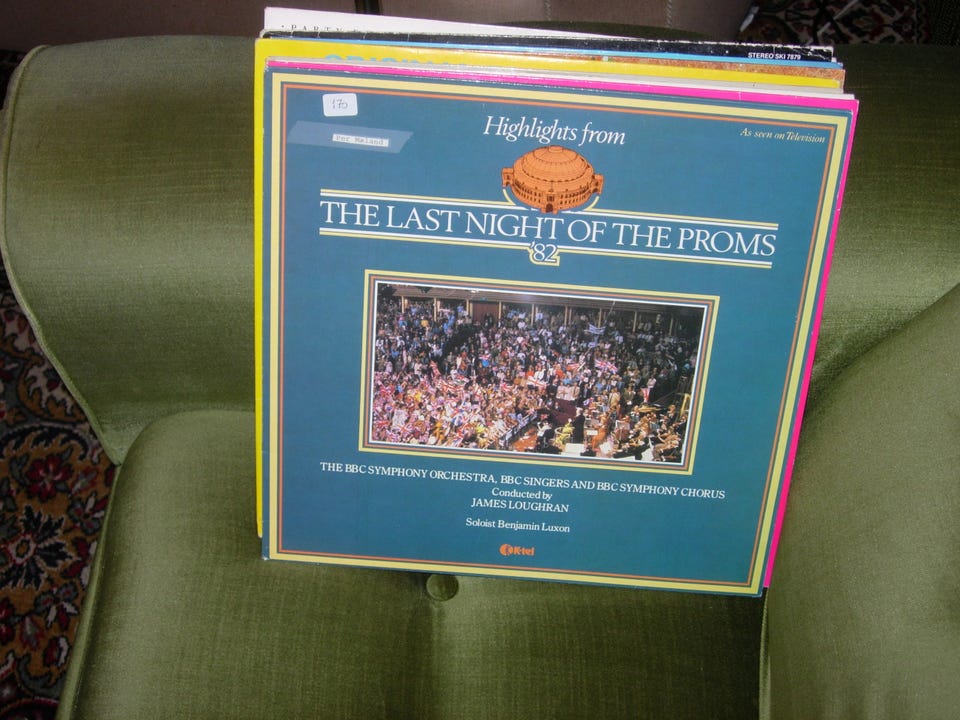 PARTY
STEREO SKI 7879
170
Per Meland
Highlights from
As seen on Television
THE LAST NIGHT OF THE PROMS
'82
THE BBC SYMPHONY ORCHESTRA, BBC SINGERS AND BBC SYMPHONY CHORUS
Conducted by
JAMES LOUGHRAN
Soloist Benjamin Luxon
K-tel